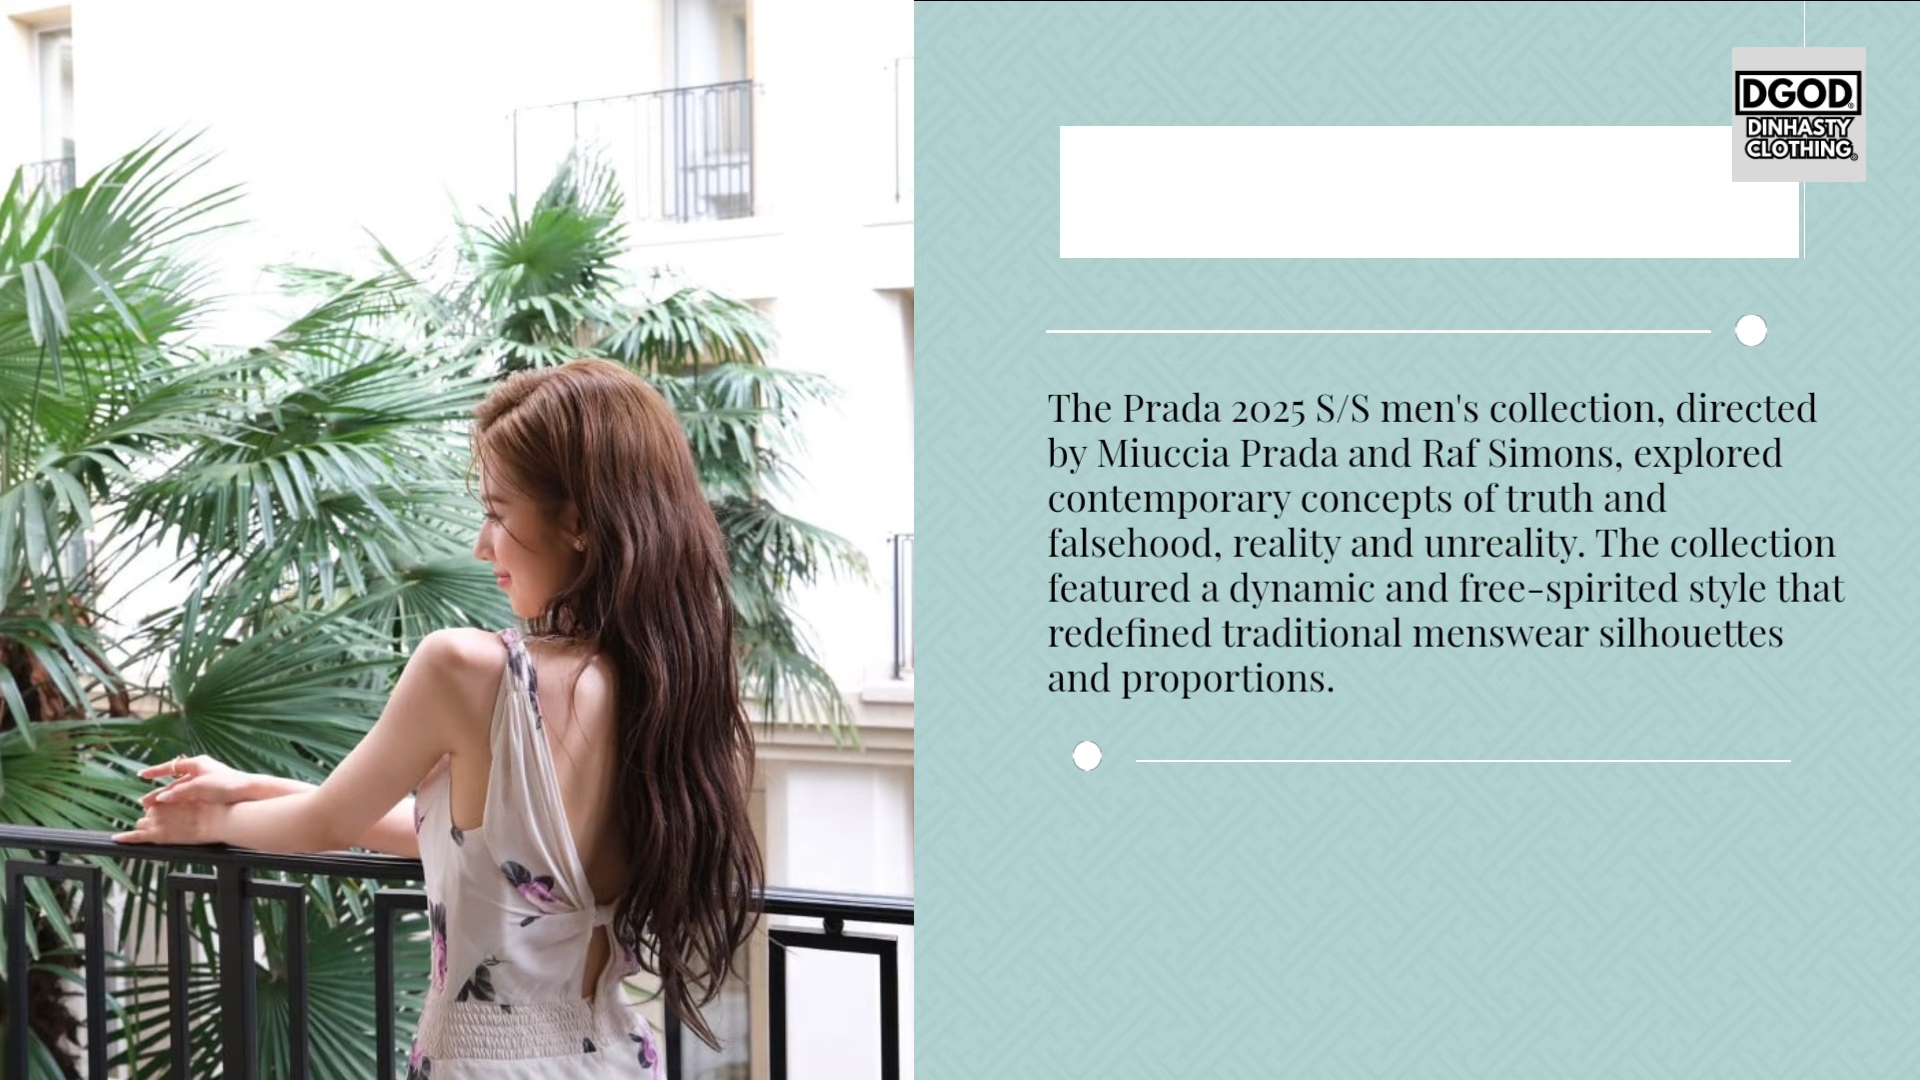 DGOD®
DINHASTY
CLOTHING®
The Prada 2025 S/S men's collection, directed
by Miuccia Prada and Raf Simons, explored
contemporary concepts of truth and
falsehood, reality and unreality. The collection
featured a dynamic and free-spirited style that
redefined traditional menswear silhouettes
and proportions.